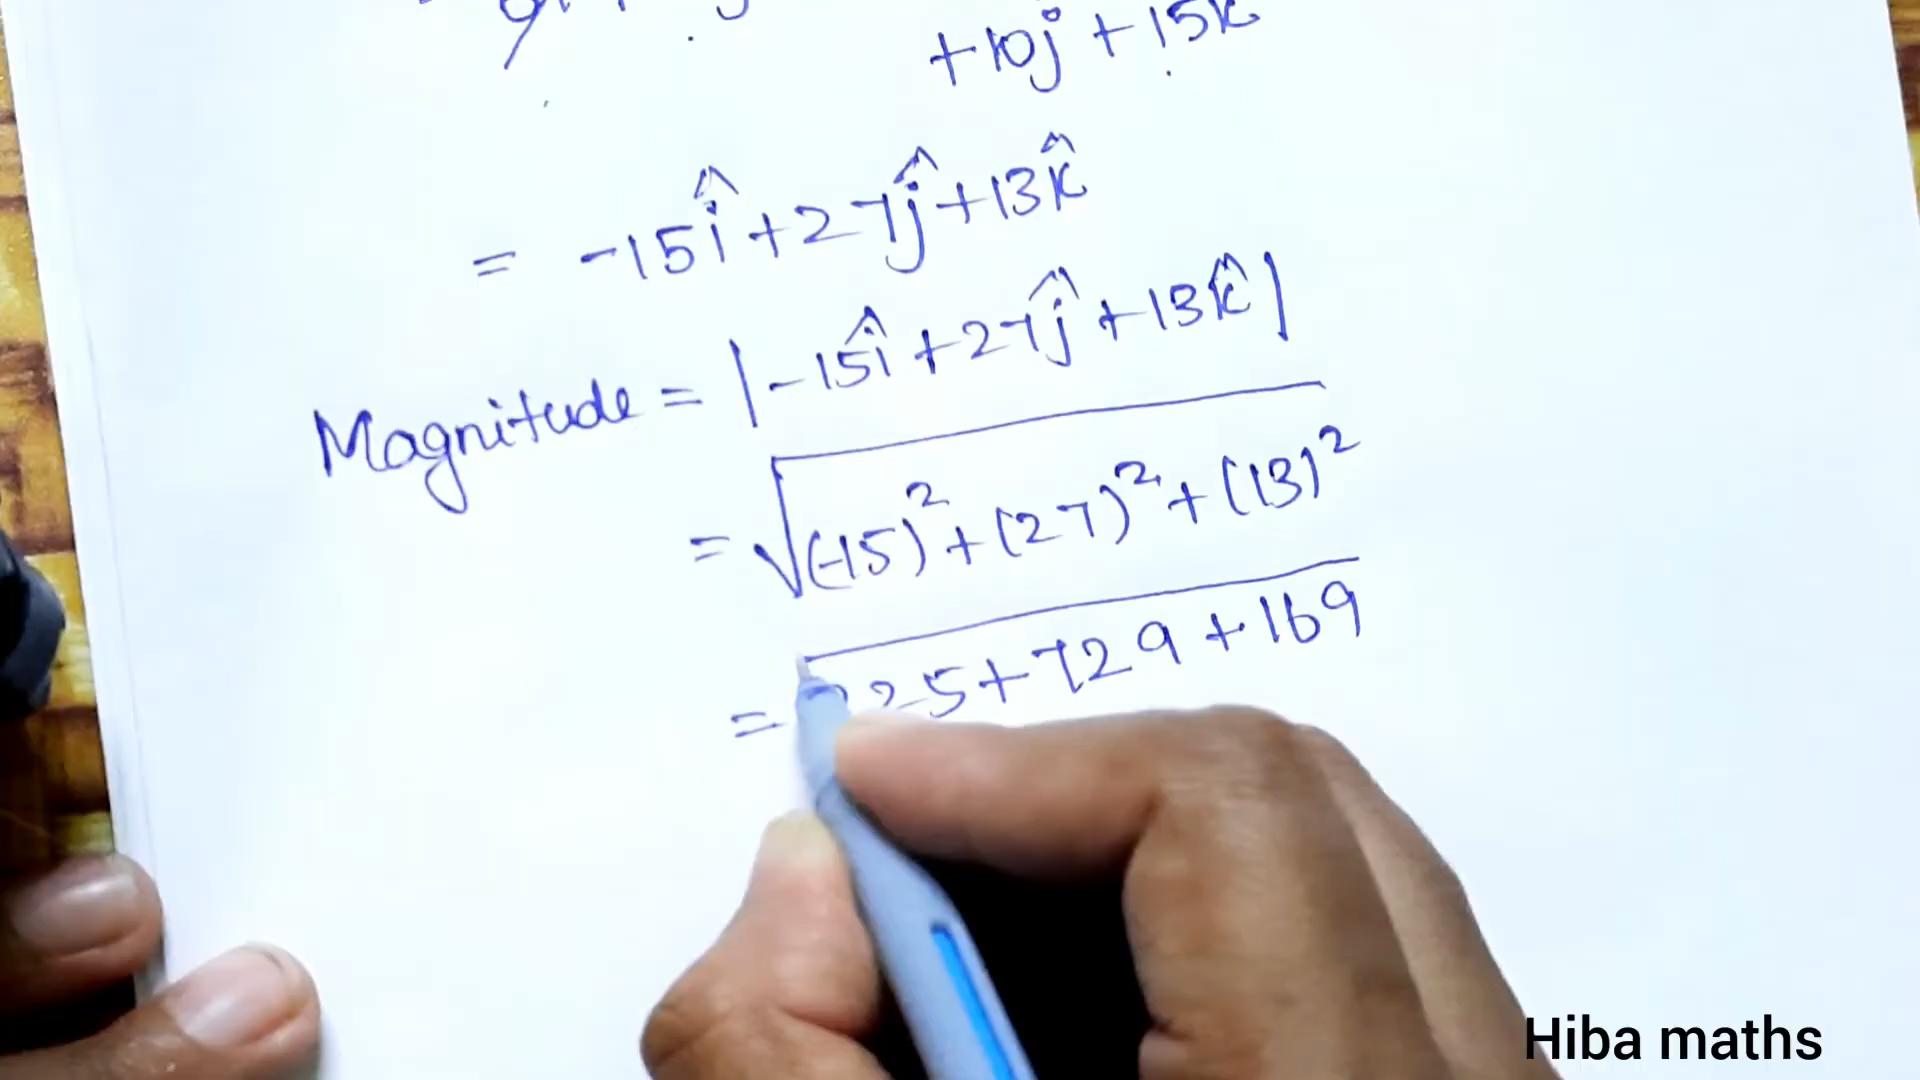 +10j + 15k
= -15î + 27ĵ + 13k̂
Magnitude = |-15î + 27ĵ + 13k̂|
= √(-15)² + (27)² + (13)²
= 225 + 729 + 169
Hiba maths